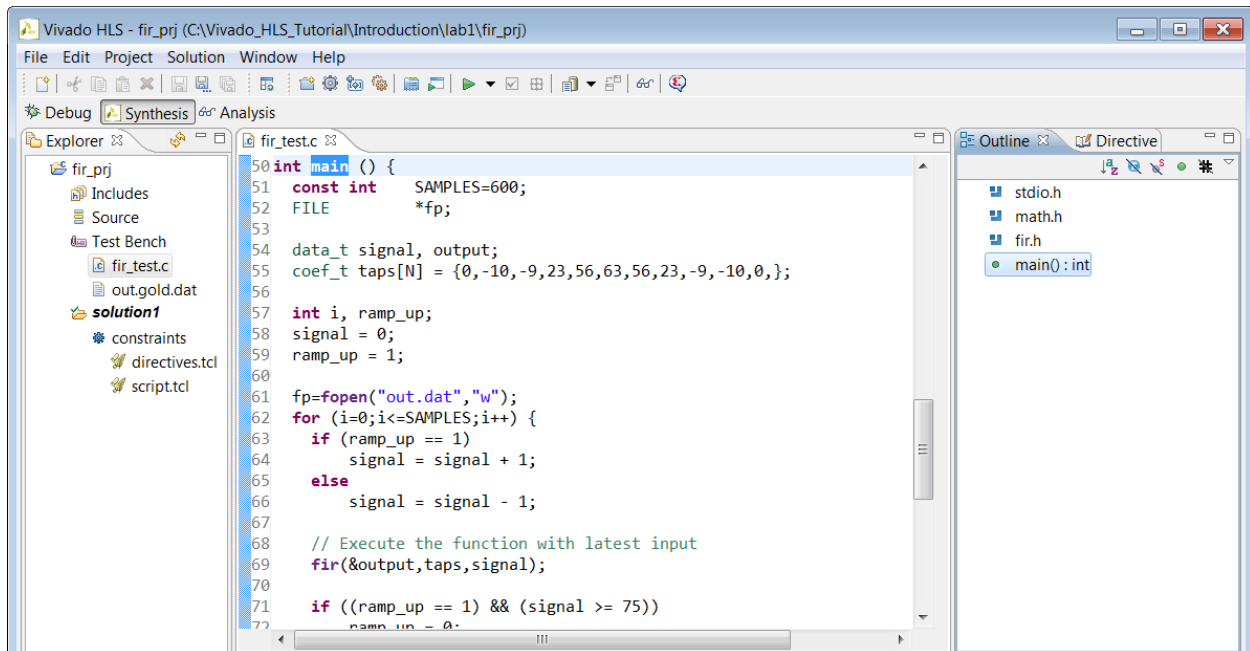 Vivado HLS - fir_prj (C:\Vivado_HLS_Tutorial\Introduction\lab1\fir_prj)
File Edit Project Solution Window Help
Debug Synthesis Analysis
Explorer
fir_prj
Includes
Source
Test Bench
fir_test.c
out.gold.dat
solution1
constraints
directives.tcl
script.tcl
fir_test.c
50 int main () {
51   const int    SAMPLES=600;
52   FILE         *fp;
53
54   data_t signal, output;
55   coef_t taps[N] = {0,-10,-9,23,56,63,56,23,-9,-10,0,};
56
57   int i, ramp_up;
58   signal = 0;
59   ramp_up = 1;
60
61   fp=fopen("out.dat","w");
62   for (i=0;i<=SAMPLES;i++) {
63     if (ramp_up == 1)
64         signal = signal + 1;
65     else
66         signal = signal - 1;
67
68     // Execute the function with latest input
69     fir(&output,taps,signal);
70
71     if ((ramp_up == 1) && (signal >= 75))
72         ramp_up = 0;
Outline Directive
stdio.h
math.h
fir.h
main() : int